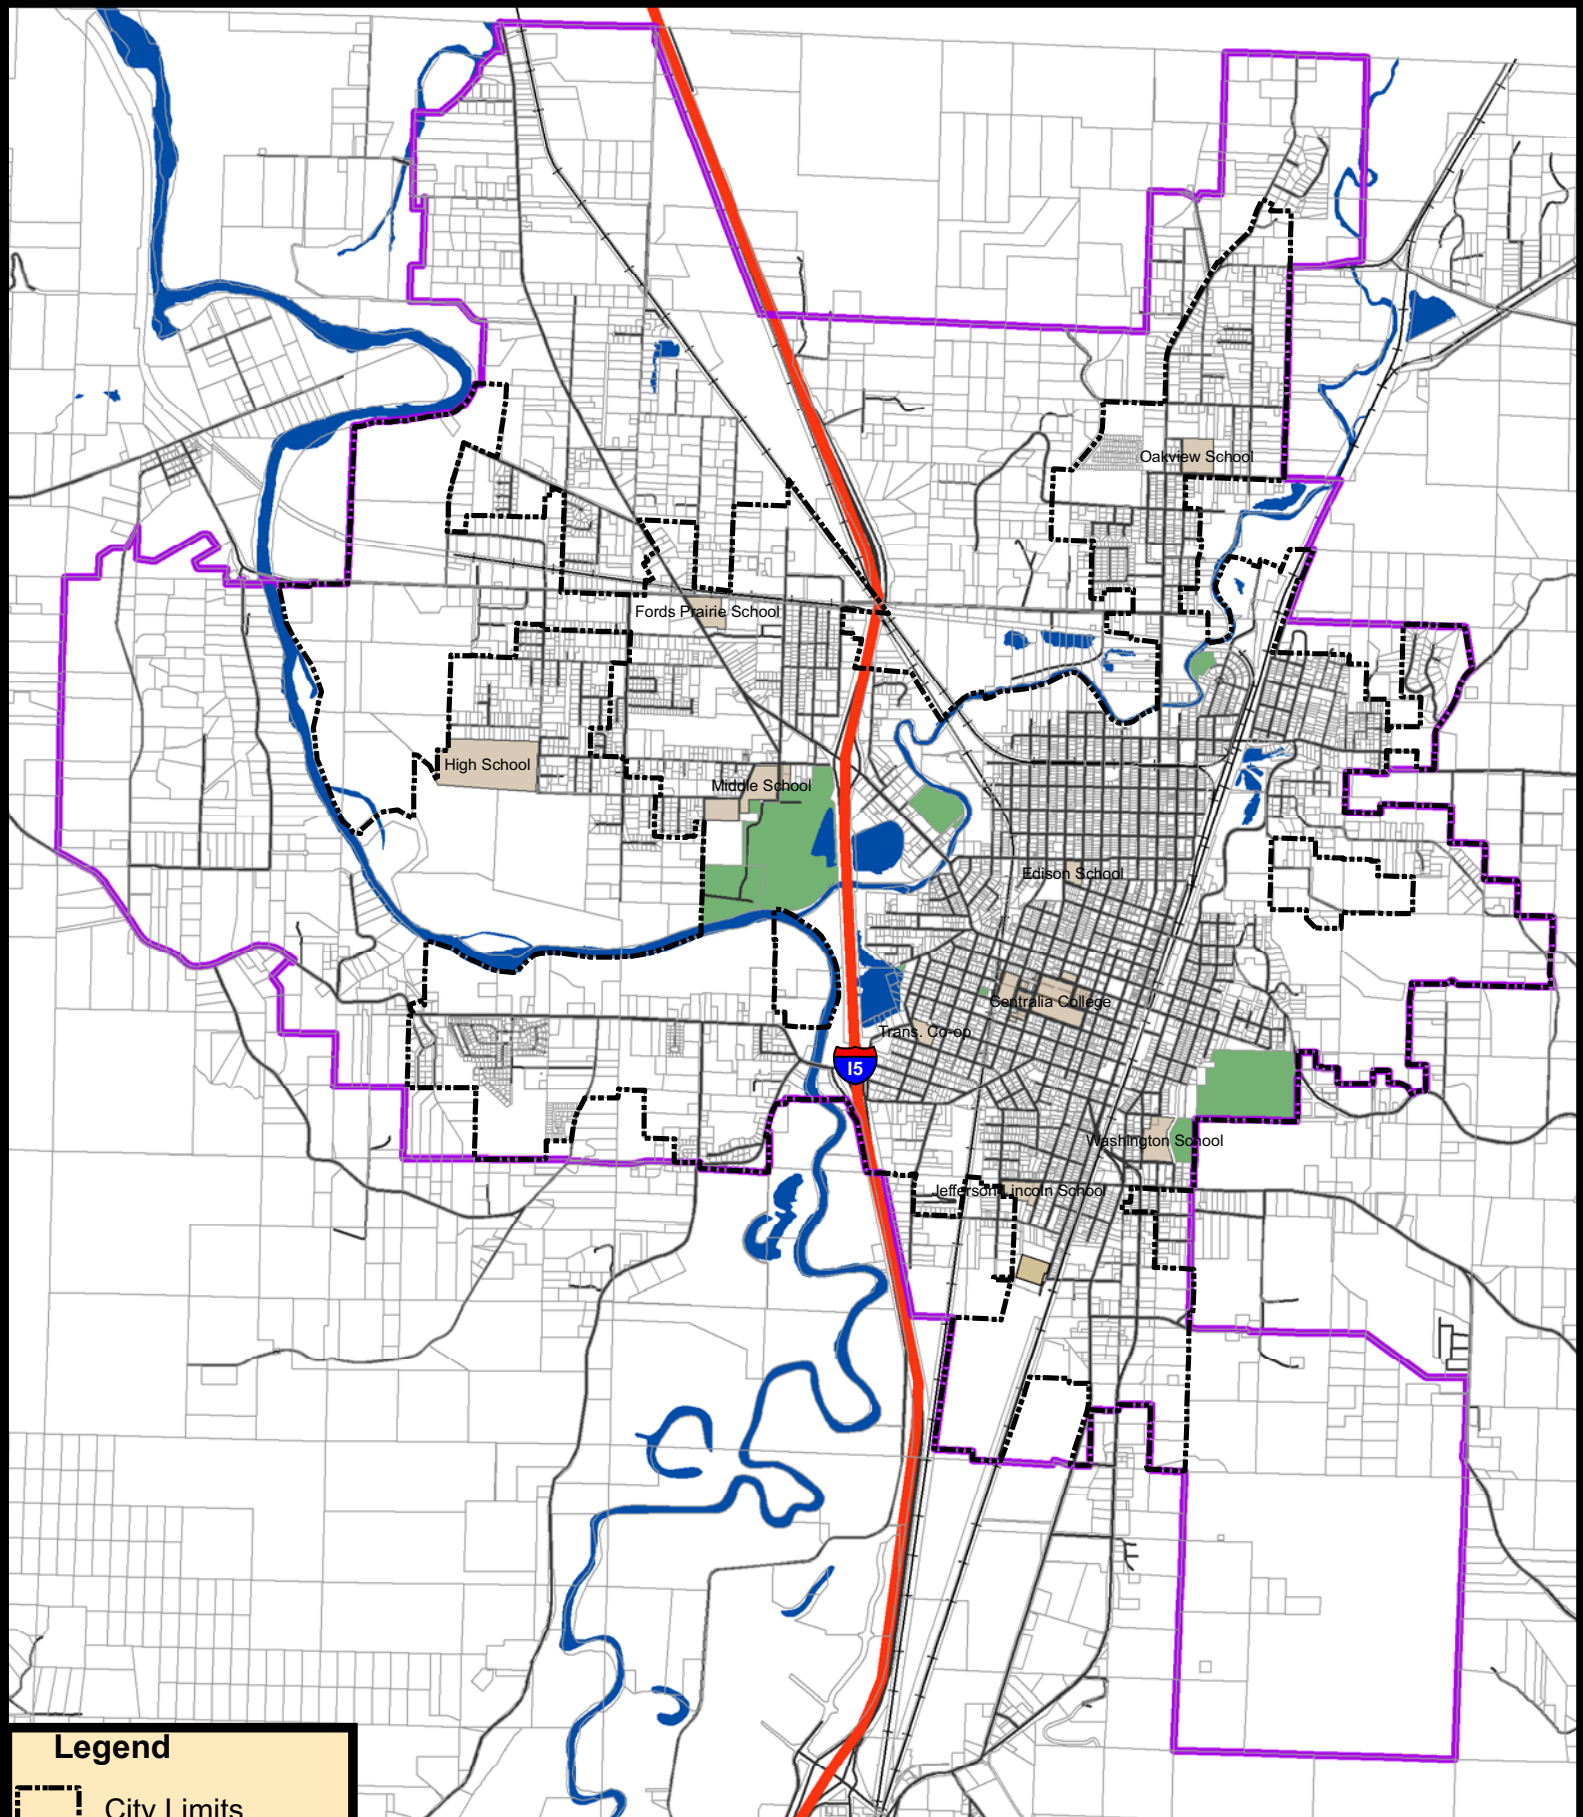 Oakview School
Fords Prairie School
High School
Middle School
Edison School
Centralia College
Trans. Co-op
I5
Washington School
Jefferson Lincoln School
Legend
City Limits